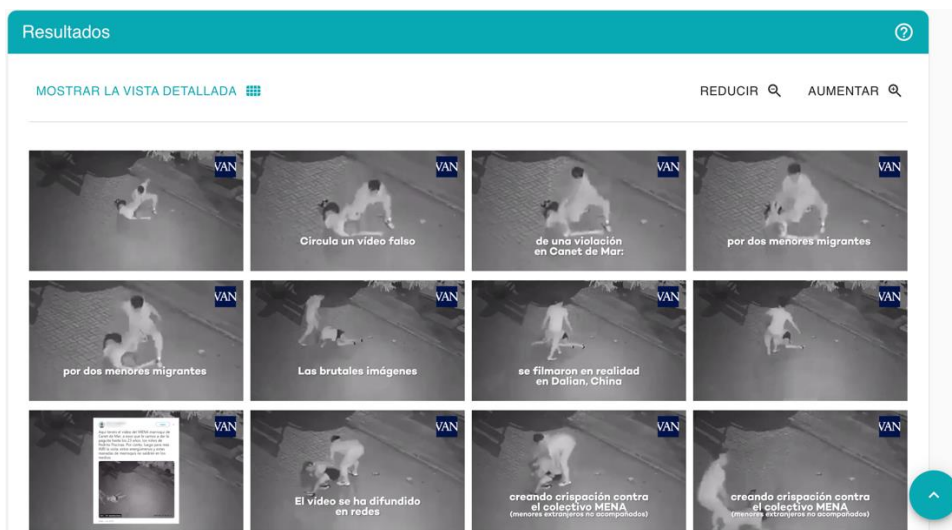 Resultados
MOSTRAR LA VISTA DETALLADA
REDUCIR
AUMENTAR
VAN
VAN
Circula un vídeo falso
VAN
de una violación
en Canet de Mar:
VAN
por dos menores migrantes
VAN
por dos menores migrantes
VAN
Las brutales imágenes
VAN
se filmaron en realidad
en Dalian, China
VAN
VAN
VAN
El vídeo se ha difundido
en redes
VAN
creando crispación contra
el colectivo MENA
(menores extranjeros no acompañados)
VAN
creando crispación contra
el colectivo MENA
(menores extranjeros no acompañados)